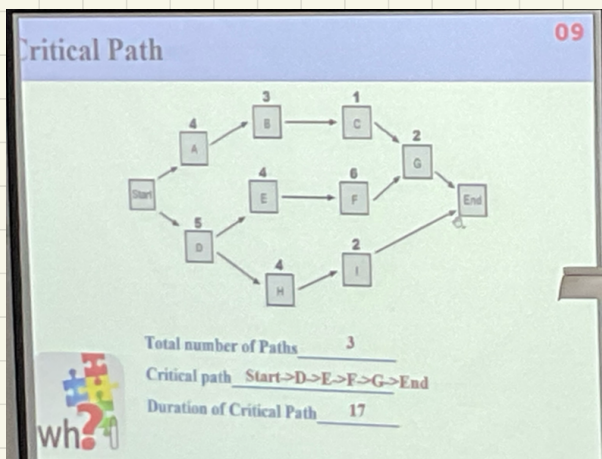 09
Critical Path
3
1
4
B
C
2
A
4
6
G
Start
E
F
End
5
D
2
4
I
H
Total number of Paths 3
Critical path Start->D->E->F->G->End
Duration of Critical Path 17
wh?